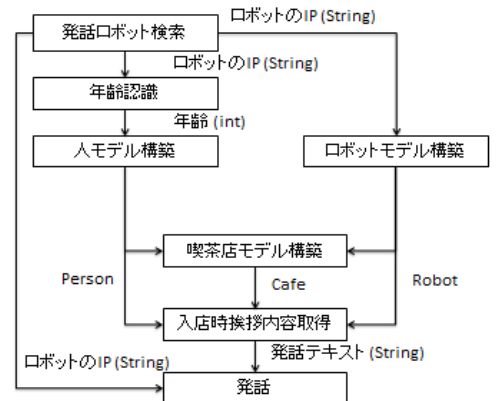 ロボットのIP (String)
発話ロボット検索
ロボットのIP (String)
年齢認識
年齢 (int)
人モデル構築
ロボットモデル構築
喫茶店モデル構築
Person
Cafe
Robot
入店時挨拶内容取得
発話テキスト (String)
ロボットのIP (String)
発話